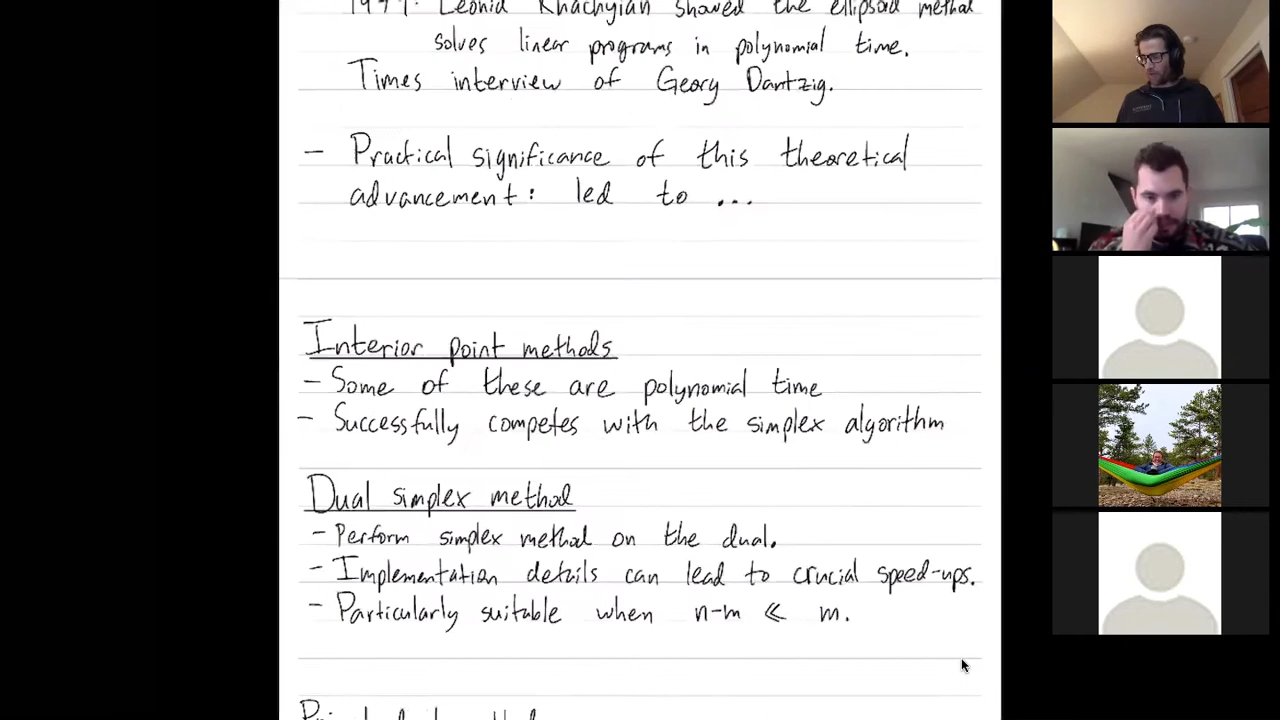 1979: Leonid Khachyian showed the ellipsoid method
solves linear programs in polynomial time.
Times interview of Georg Dantzig.
- Practical significance of this theoretical
advancement: led to ...
Interior point methods
- Some of these are polynomial time
- Successfully competes with the simplex algorithm
Dual simplex method
- Perform simplex method on the dual.
- Implementation details can lead to crucial speed-ups.
- Particularly suitable when n-m ≪ m.